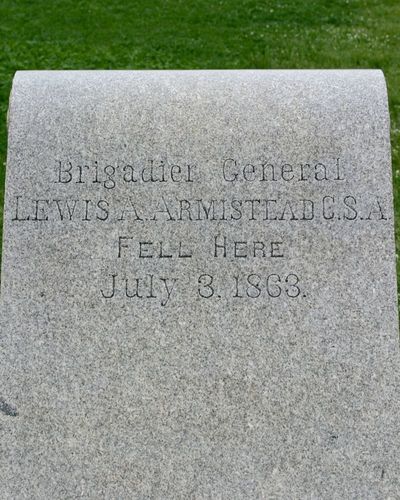 Brigadier General
LEWIS A. ARMISTEAD C.S.A.
FELL HERE
July 3, 1863.